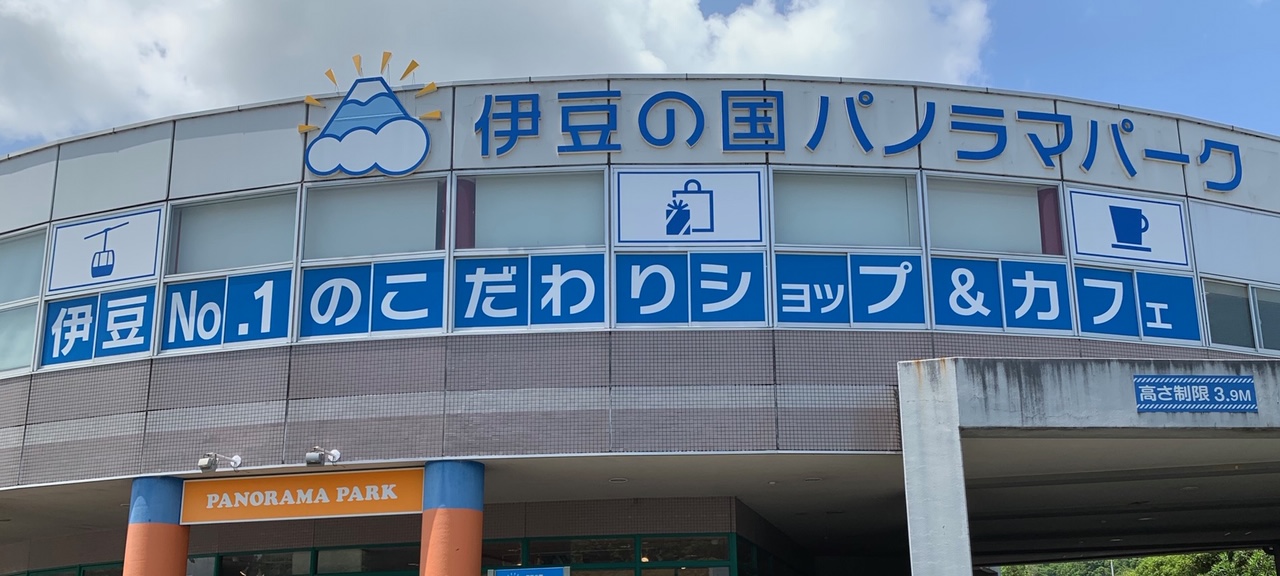 伊豆の国パノラマパーク
伊豆No.1のこだわりショップ&カフェ
高さ制限 3.9M
PANORAMA PARK